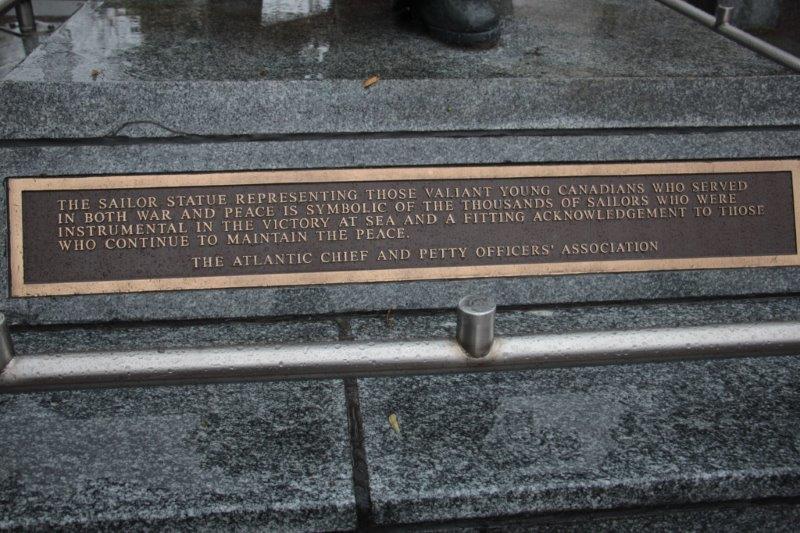 THE SAILOR STATUE REPRESENTING THOSE VALIANT YOUNG CANADIANS WHO SERVED
IN BOTH WAR AND PEACE IS SYMBOLIC OF THE THOUSANDS OF SAILORS WHO WERE
INSTRUMENTAL IN THE VICTORY AT SEA AND A FITTING ACKNOWLEDGEMENT TO THOSE
WHO CONTINUE TO MAINTAIN THE PEACE.
THE ATLANTIC CHIEF AND PETTY OFFICERS' ASSOCIATION